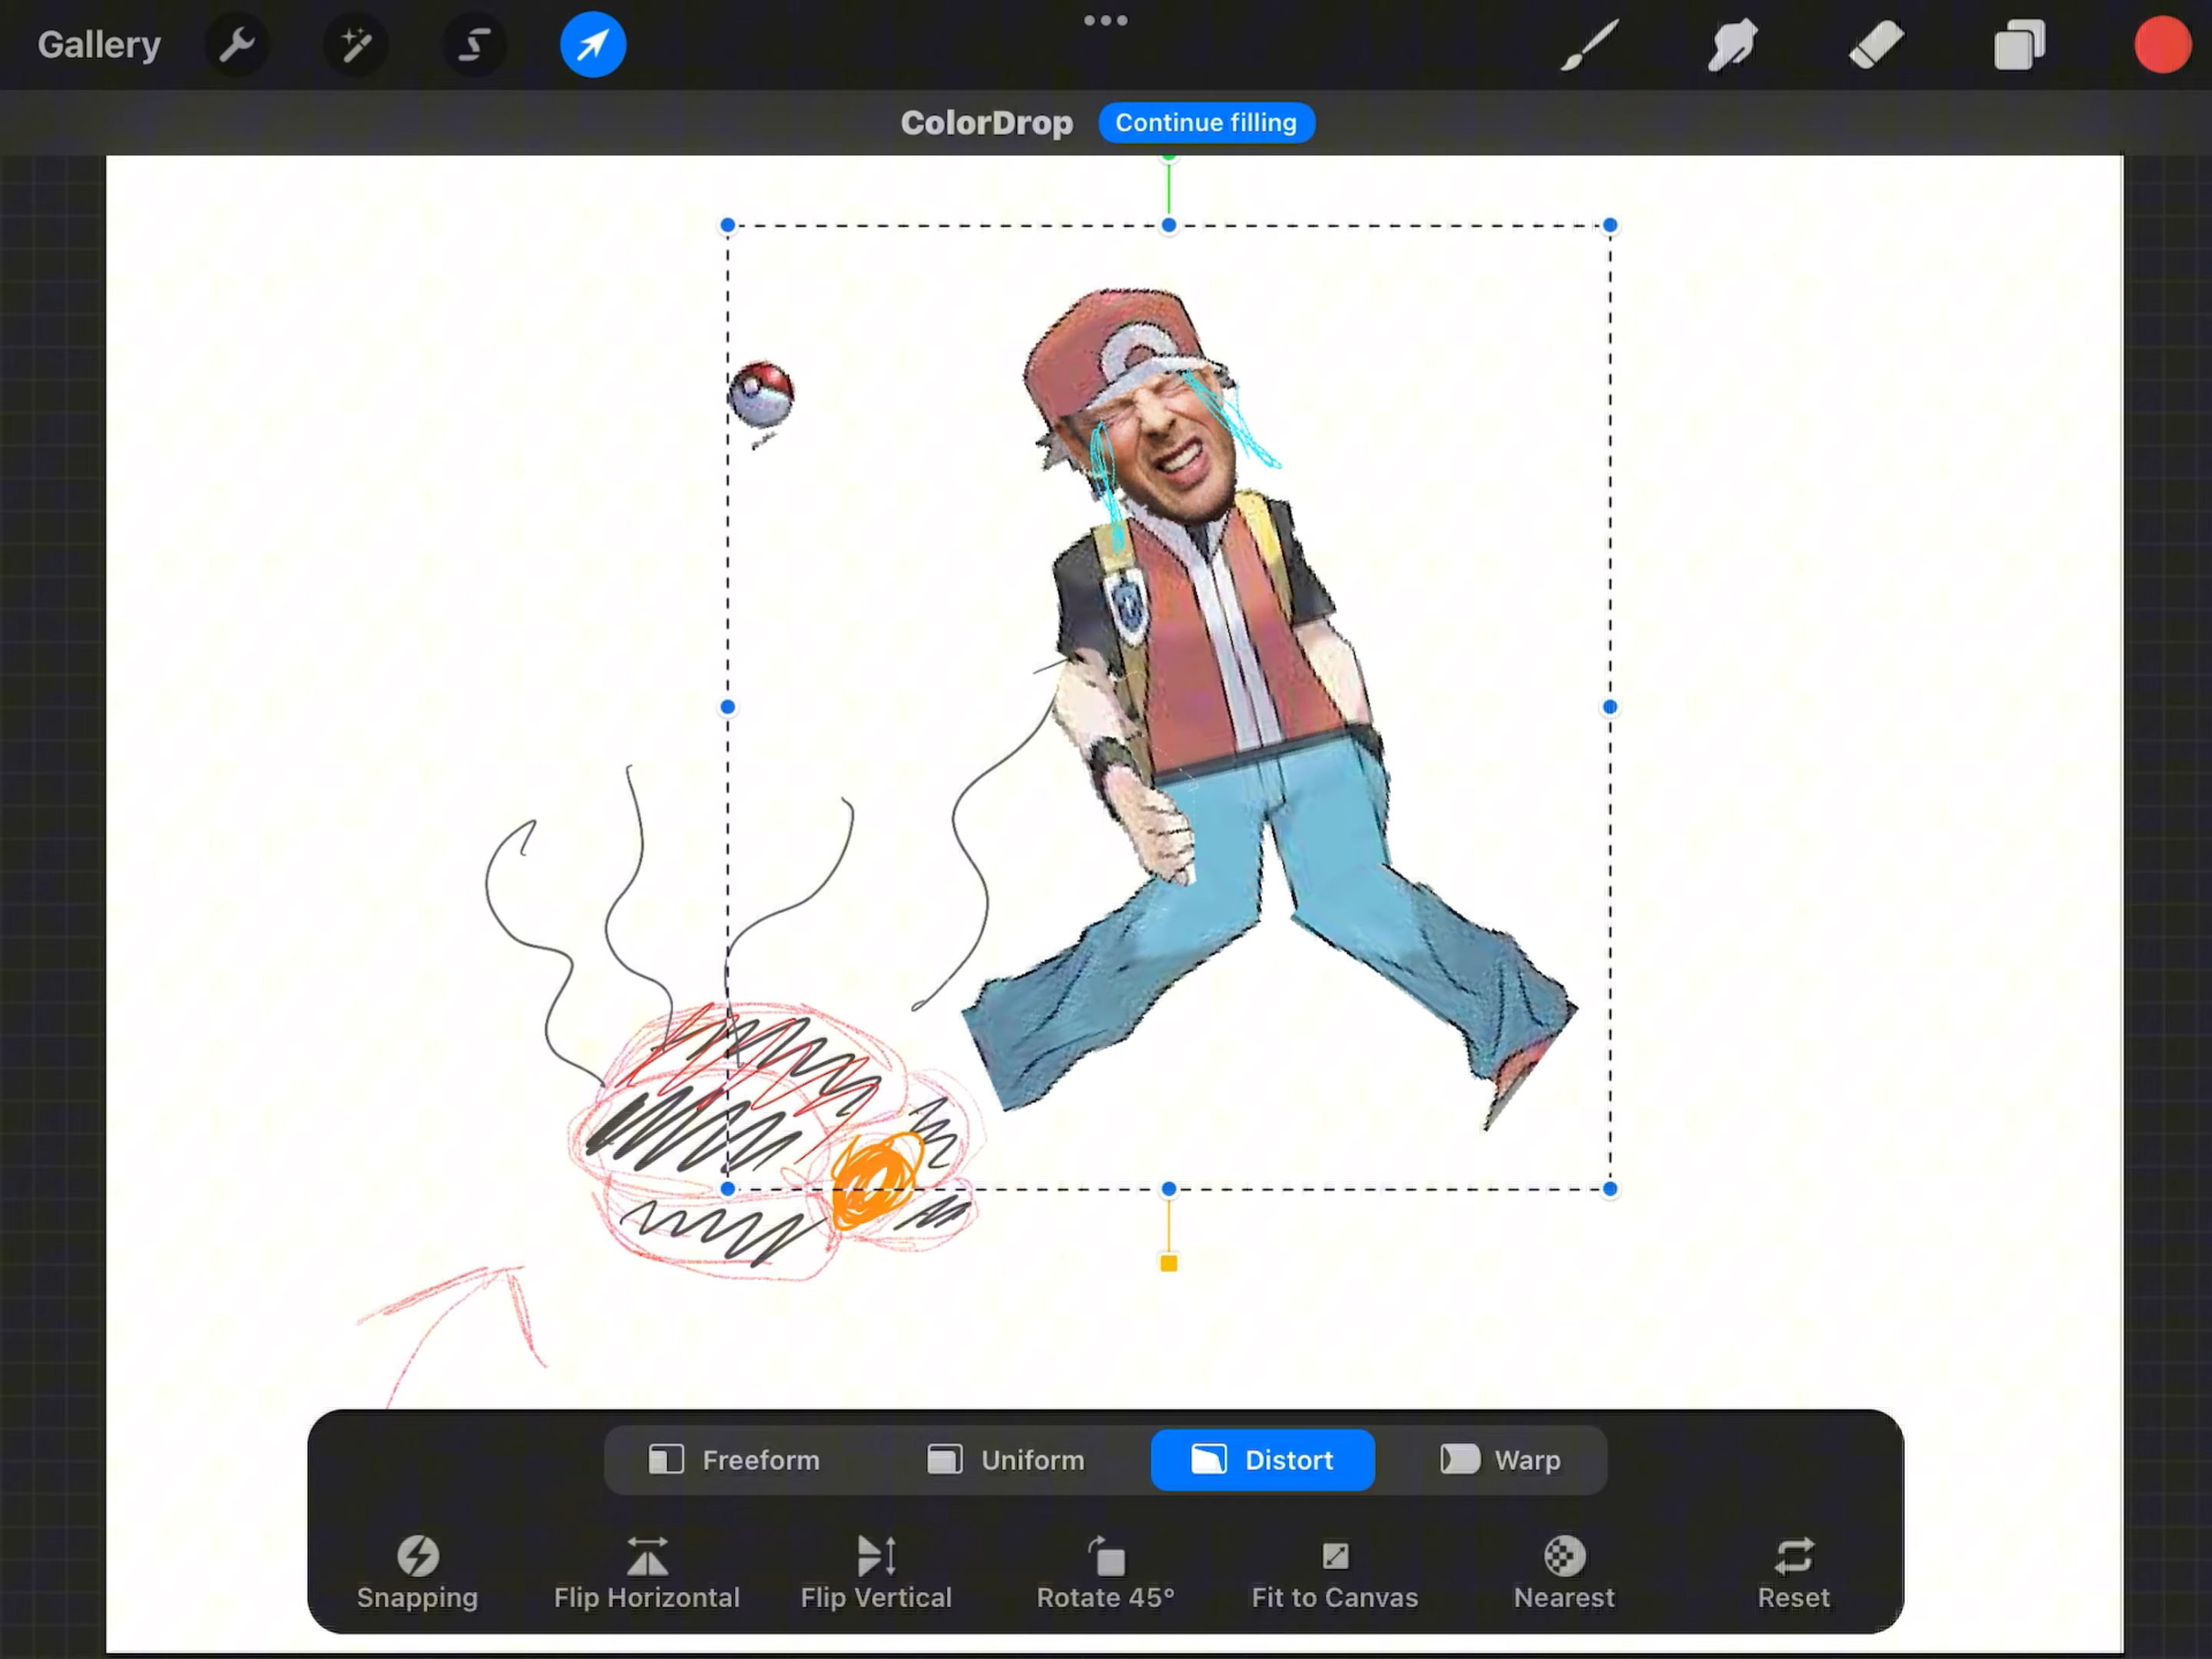 Gallery
ColorDrop Continue filling
Freeform Uniform Distort Warp
Snapping Flip Horizontal Flip Vertical Rotate 45° Fit to Canvas Nearest Reset